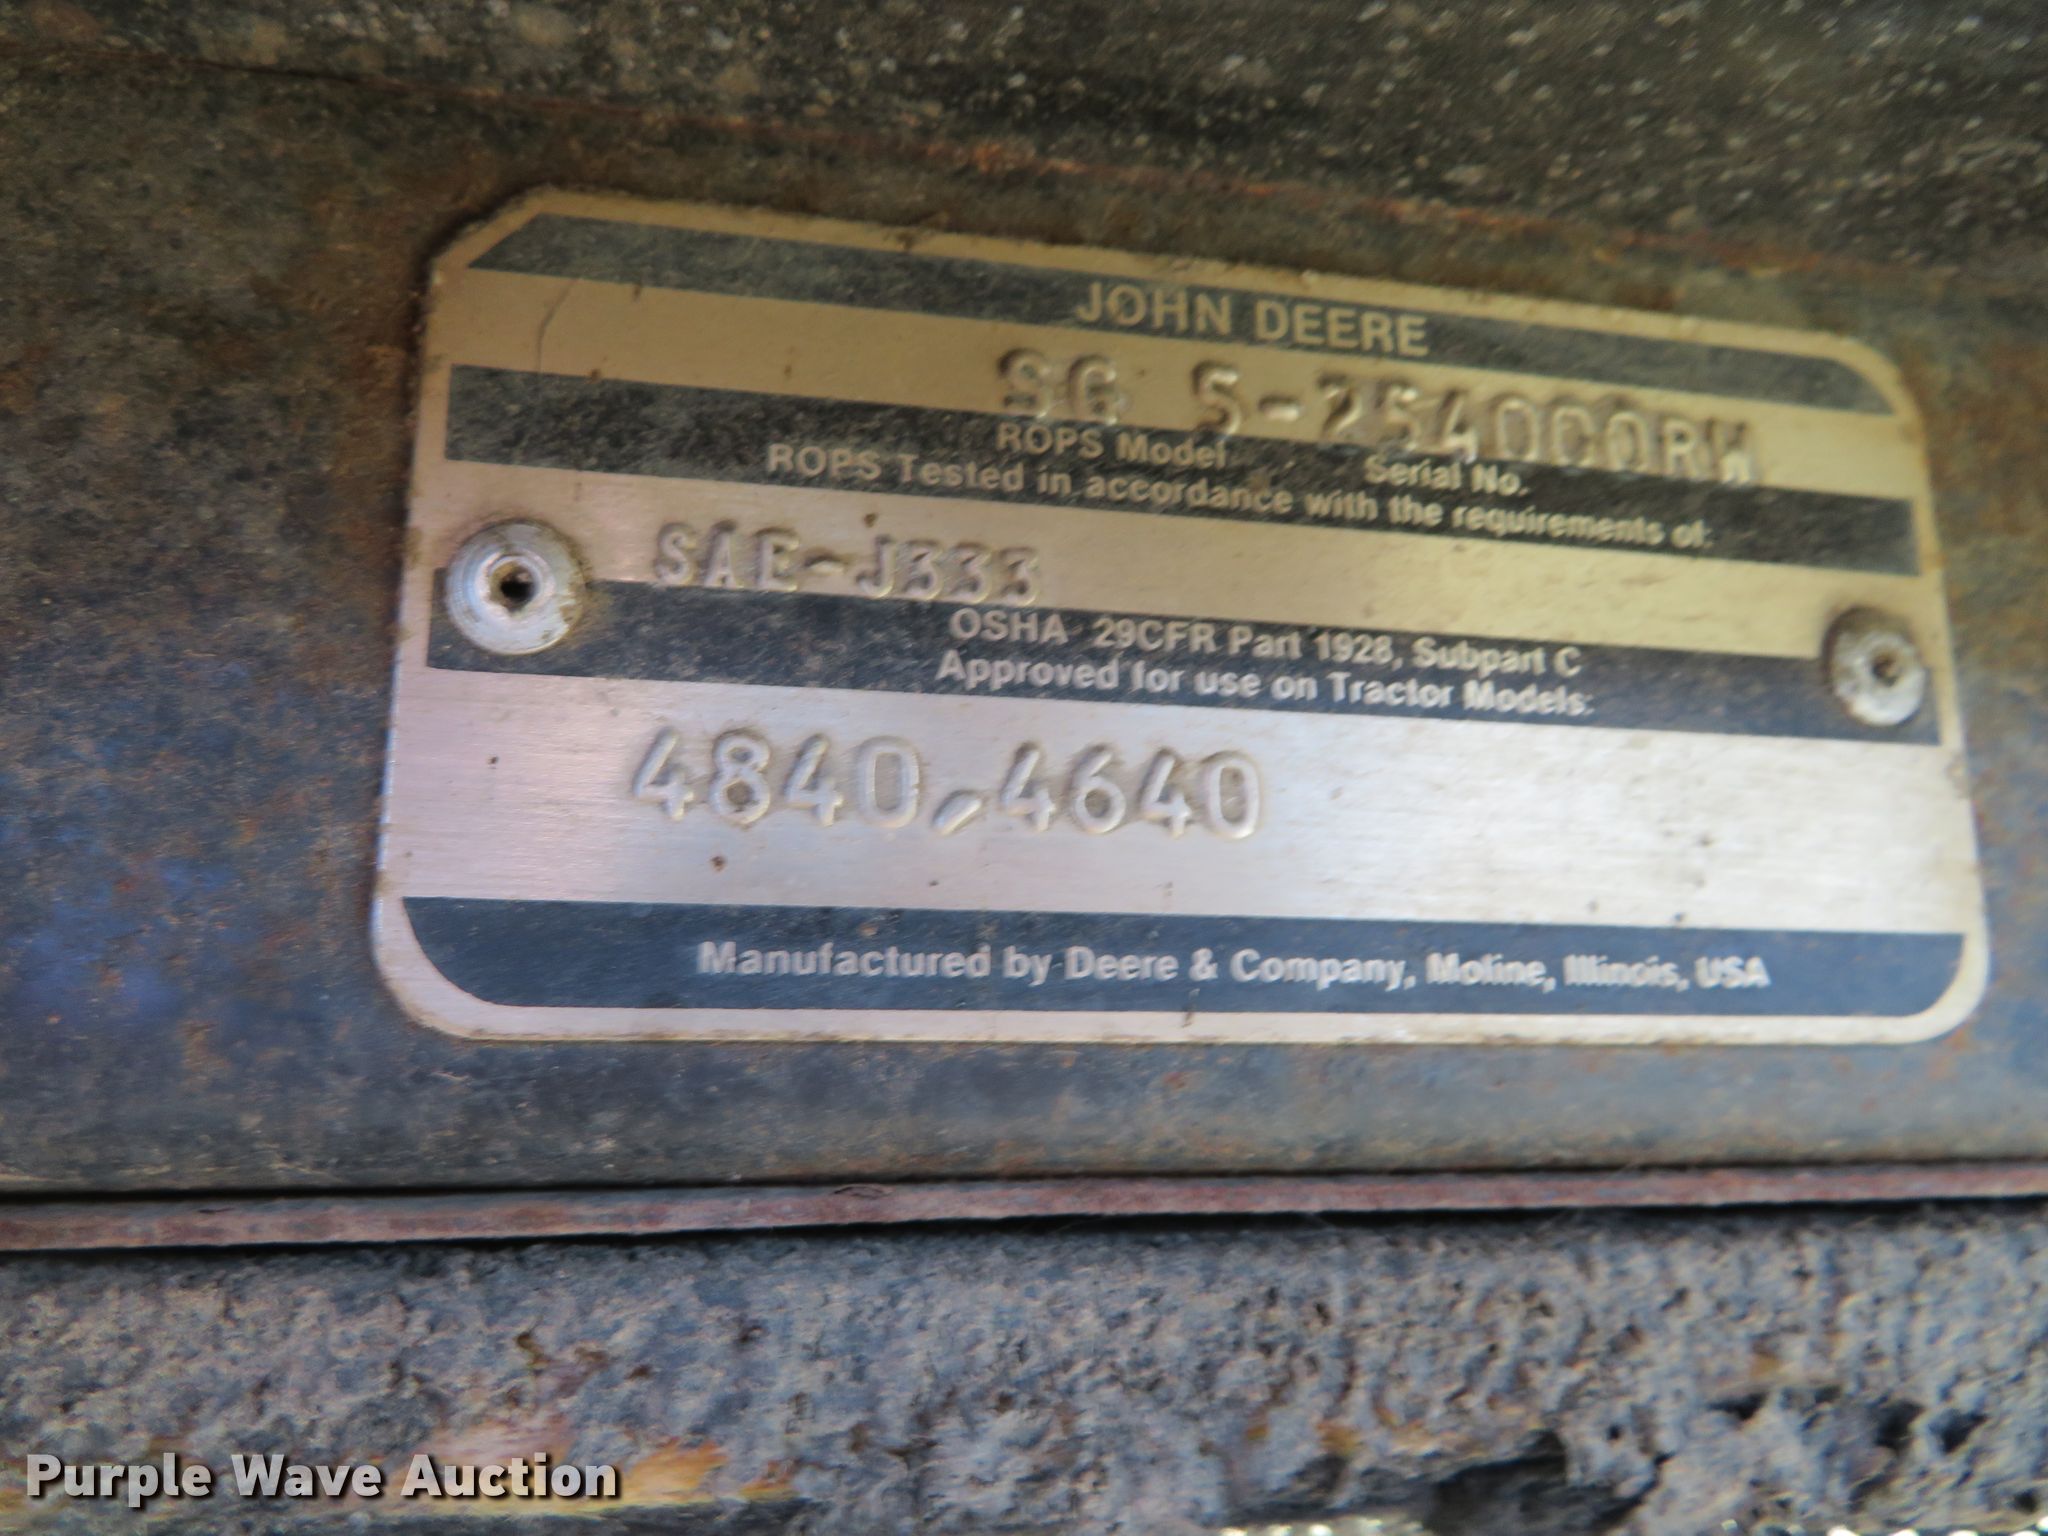 JOHN DEERE
SG 5-254000RW
ROPS Model Serial No.
ROPS Tested in accordance with the requirements of:
SAE-J333
OSHA 29CFR Part 1928, Subpart C
Approved for use on Tractor Models:
4840,4640
Manufactured by Deere & Company, Moline, Illinois, USA
Purple Wave Auction